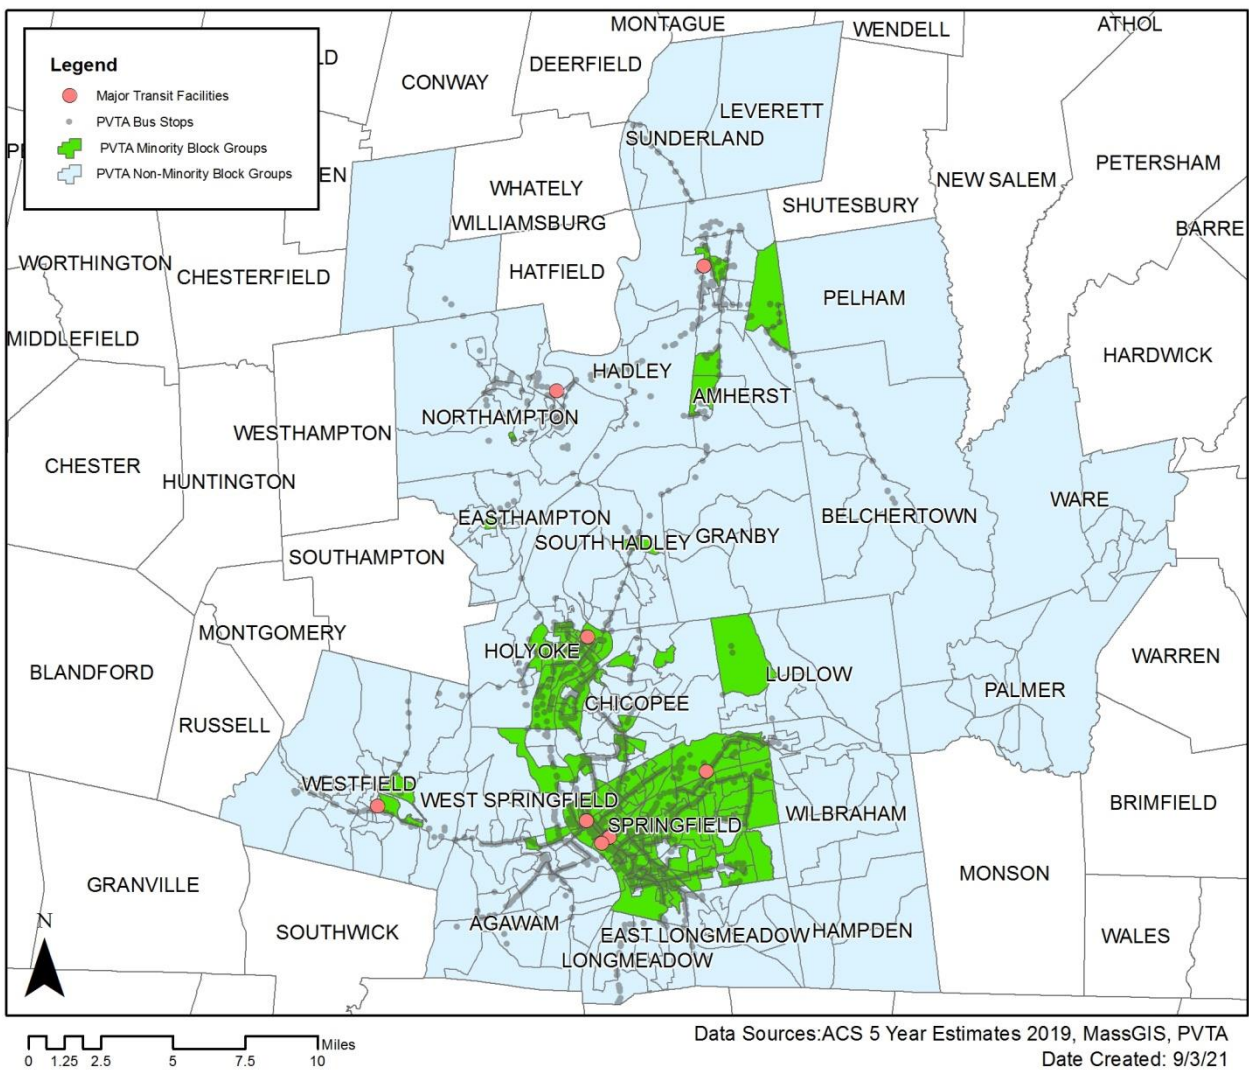 MONTAGUE
WENDELL
ATHOL
Legend
Major Transit Facilities
PVTA Bus Stops
PVTA Minority Block Groups
PVTA Non-Minority Block Groups
LD
EN
CONWAY
DEERFIELD
LEVERETT
SUNDERLAND
PETERSHAM
NEW SALEM
WHATELY
SHUTESBURY
WILLIAMSBURG
BARRE
WORTHINGTON
CHESTERFIELD
HATFIELD
PELHAM
MIDDLEFIELD
HARDWICK
HADLEY
AMHERST
NORTHAMPTON
WESTHAMPTON
CHESTER
HUNTINGTON
WARE
EASTHAMPTON
BELCHERTOWN
SOUTH HADLEY
GRANBY
SOUTHAMPTON
MONTGOMERY
HOLYOKE
WARREN
BLANDFORD
LUDLOW
PALMER
CHICOPEE
RUSSELL
WESTFIELD
WEST SPRINGFIELD
BRIMFIELD
WILBRAHAM
SPRINGFIELD
MONSON
GRANVILLE
AGAWAM
SOUTHWICK
EAST LONGMEADOW
HAMPDEN
WALES
LONGMEADOW
N
Miles
0 1.25 2.5 5 7.5 10
Data Sources:ACS 5 Year Estimates 2019, MassGIS, PVTA
Date Created: 9/3/21